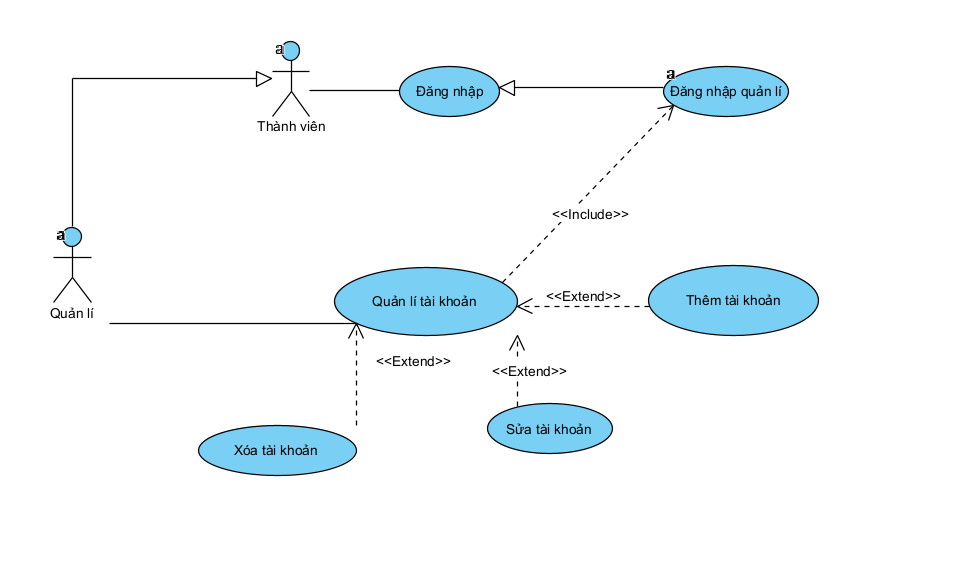 a
Thành viên
Đăng nhập
a
Đăng nhập quản lí
<<Include>>
a
Quản lí
Quản lí tài khoản
<<Extend>>
Thêm tài khoản
<<Extend>>
<<Extend>>
Xóa tài khoản
Sửa tài khoản